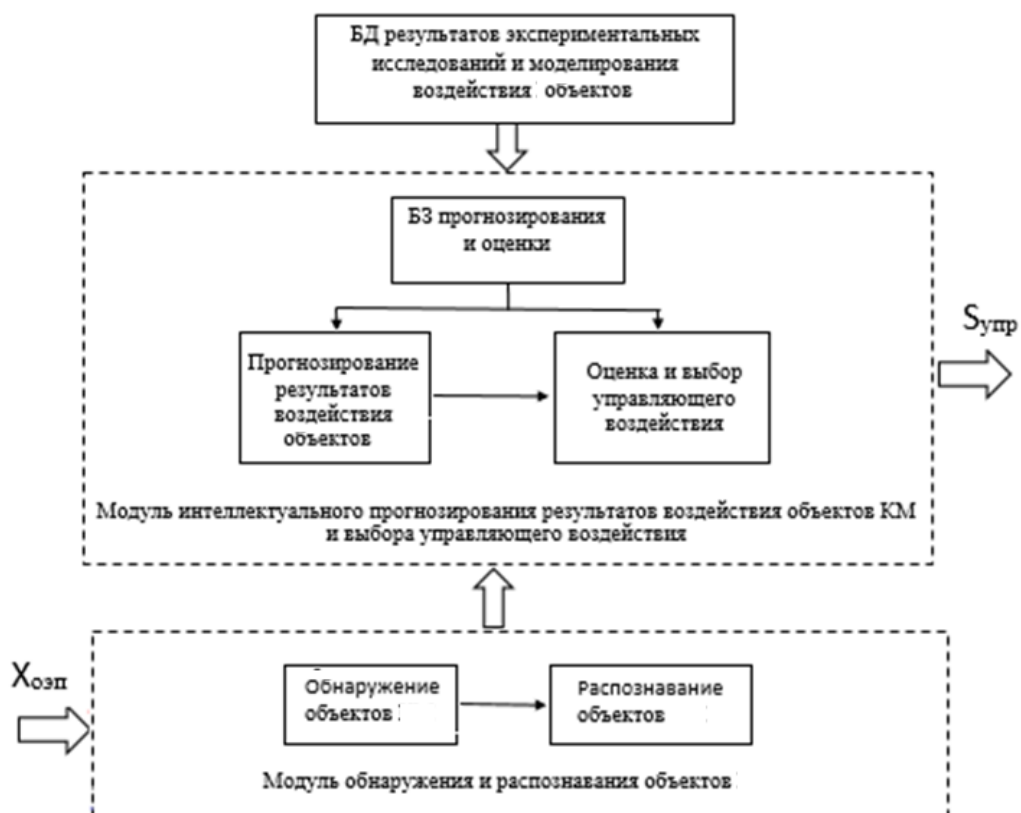 БД результатов экспериментальных
исследований и моделирования
воздействия объектов
БЗ прогнозирования
и оценки
Sупр
Прогнозирование
результатов
воздействия
объектов
Оценка и выбор
управляющего
воздействия
Модуль интеллектуального прогнозирования результатов воздействия объектов КМ
и выбора управляющего воздействия
Xоэп
Обнаружение
объектов
Распознавание
объектов
Модуль обнаружения и распознавания объектов